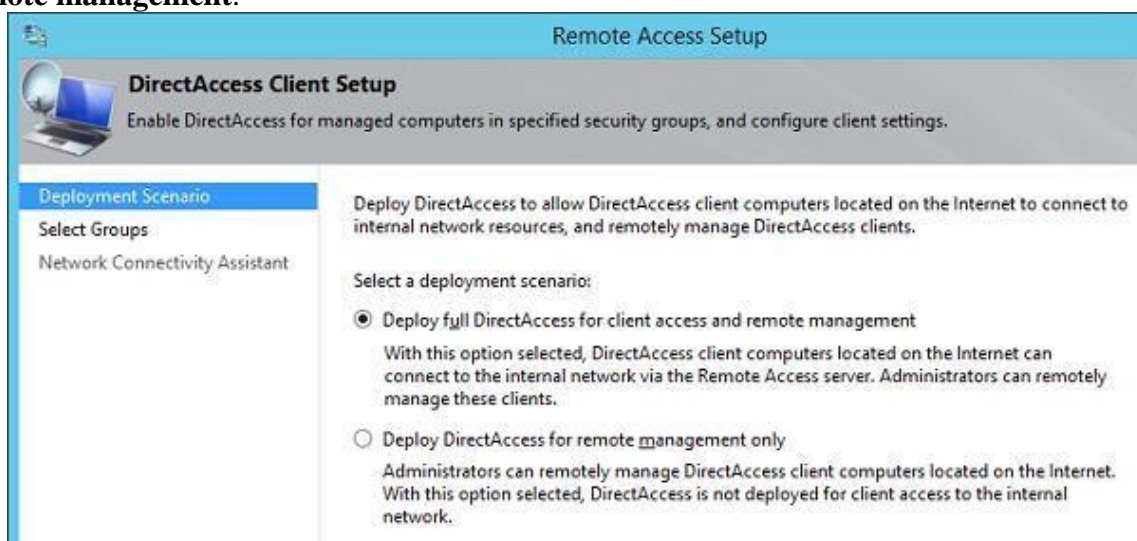 note management.
Remote Access Setup
DirectAccess Client Setup
Enable DirectAccess for managed computers in specified security groups, and configure client settings.
Deployment Scenario
Select Groups
Network Connectivity Assistant
Deploy DirectAccess to allow DirectAccess client computers located on the Internet to connect to
internal network resources, and remotely manage DirectAccess clients.
Select a deployment scenario:
Deploy full DirectAccess for client access and remote management
With this option selected, DirectAccess client computers located on the Internet can
connect to the internal network via the Remote Access server. Administrators can remotely
manage these clients.
Deploy DirectAccess for remote management only
Administrators can remotely manage DirectAccess client computers located on the Internet.
With this option selected, DirectAccess is not deployed for client access to the internal
network.